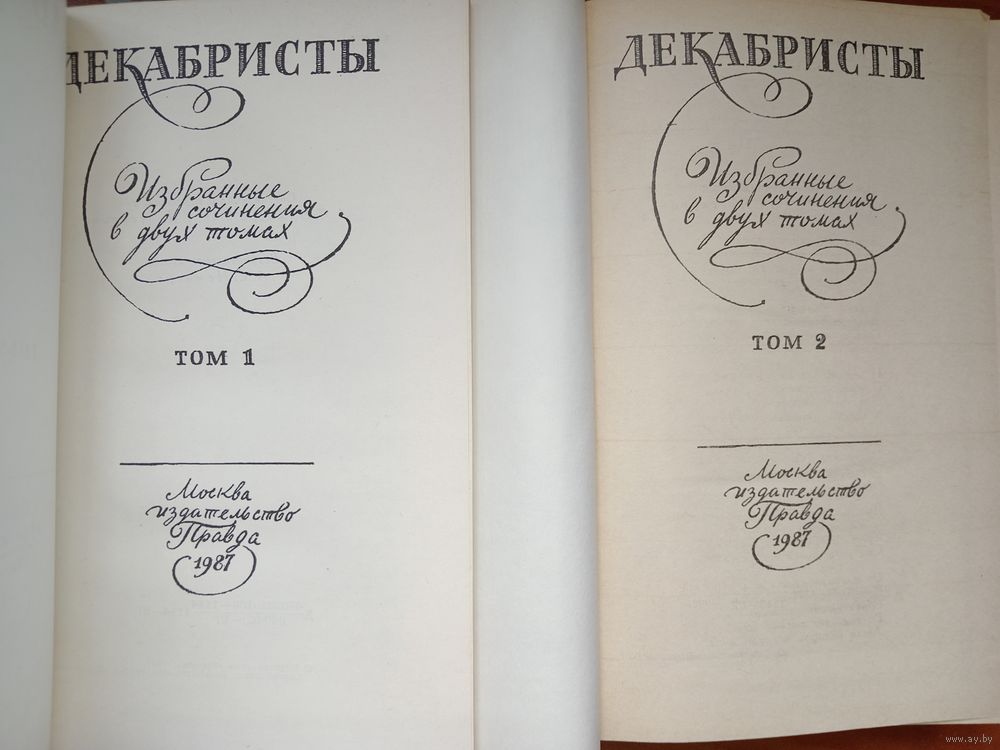 ДЕКАБРИСТЫ
Избранные
сочинения
в двух томах
ТОМ 1
Москва
издательство
Правда
1987
ДЕКАБРИСТЫ
Избранные
сочинения
в двух томах
ТОМ 2
Москва
издательство
Правда
1987
www.ay.by